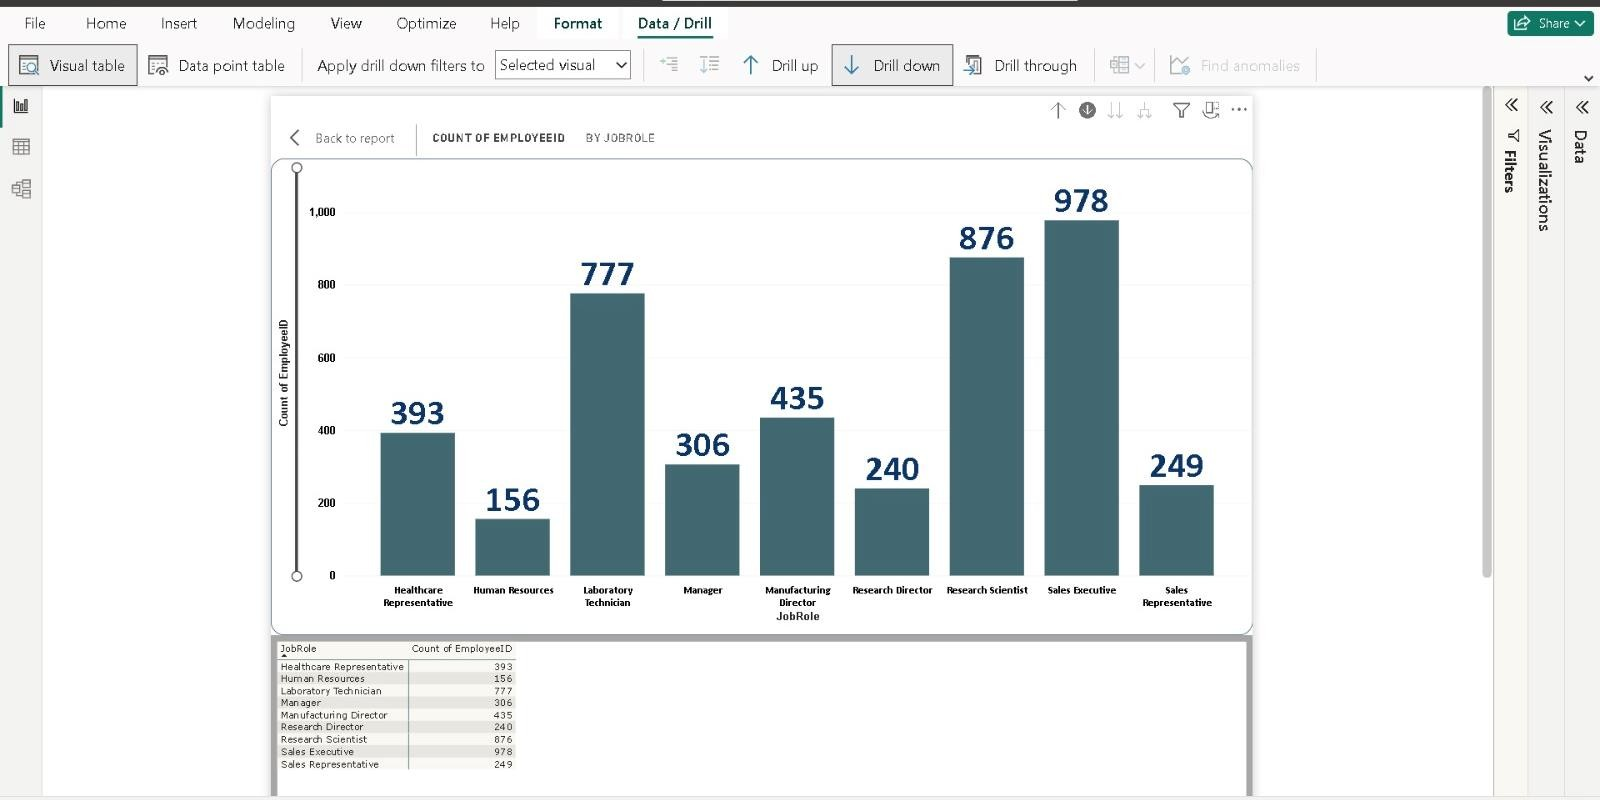 File Home Insert Modeling View Optimize Help Format Data / Drill Share
Visual table Data point table Apply drill down filters to Selected visual Drill up Drill down Drill through Find anomalies
Back to report COUNT OF EMPLOYEEID BY JOBROLE
Count of EmployeeID
1,000
800
600
400
200
0
393
156
777
306
435
240
876
978
249
Healthcare Representative
Human Resources
Laboratory Technician
Manager
Manufacturing Director
Research Director
Research Scientist
Sales Executive
Sales Representative
JobRole
JobRole Count of EmployeeID
Healthcare Representative 393
Human Resources 156
Laboratory Technician 777
Manager 306
Manufacturing Director 435
Research Director 240
Research Scientist 876
Sales Executive 978
Sales Representative 249
Filters
Visualizations
Data